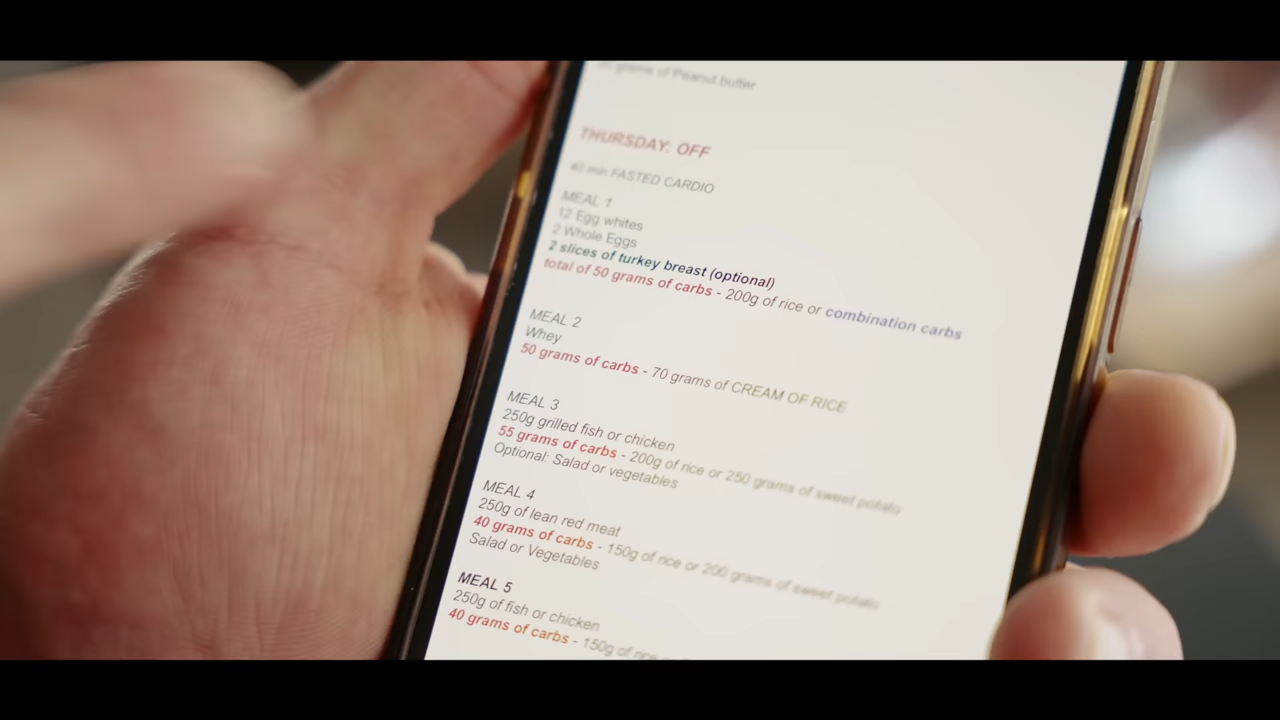 grams of Peanut butter
THURSDAY: OFF
40 min FASTED CARDIO
MEAL 1
12 Egg whites
2 Whole Eggs
2 slices of turkey breast (optional)
total of 50 grams of carbs - 200g of rice or combination carbs
MEAL 2
Whey
50 grams of carbs - 70 grams of CREAM OF RICE
MEAL 3
250g grilled fish or chicken
55 grams of carbs - 200g of rice or 250 grams of sweet potato
Optional: Salad or vegetables
MEAL 4
250g of lean red meat
40 grams of carbs - 150g of rice or 200 grams of sweet potato
Salad or Vegetables
MEAL 5
250g of fish or chicken
40 grams of carbs - 150g of rice